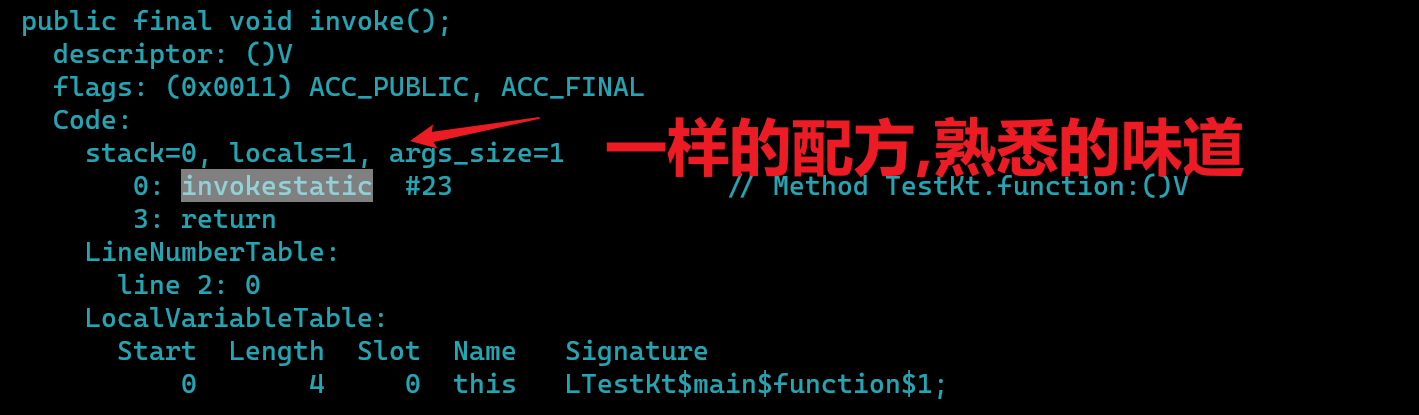 public final void invoke();
descriptor: ()V
flags: (0x0011) ACC_PUBLIC, ACC_FINAL
Code:
stack=0, locals=1, args_size=1
一样的配方,熟悉的味道
0: invokestatic  #23                 // Method TestKt.function:()V
3: return
LineNumberTable:
line 2: 0
LocalVariableTable:
Start  Length  Slot  Name   Signature
0       4     0  this   LTestKt$main$function$1;